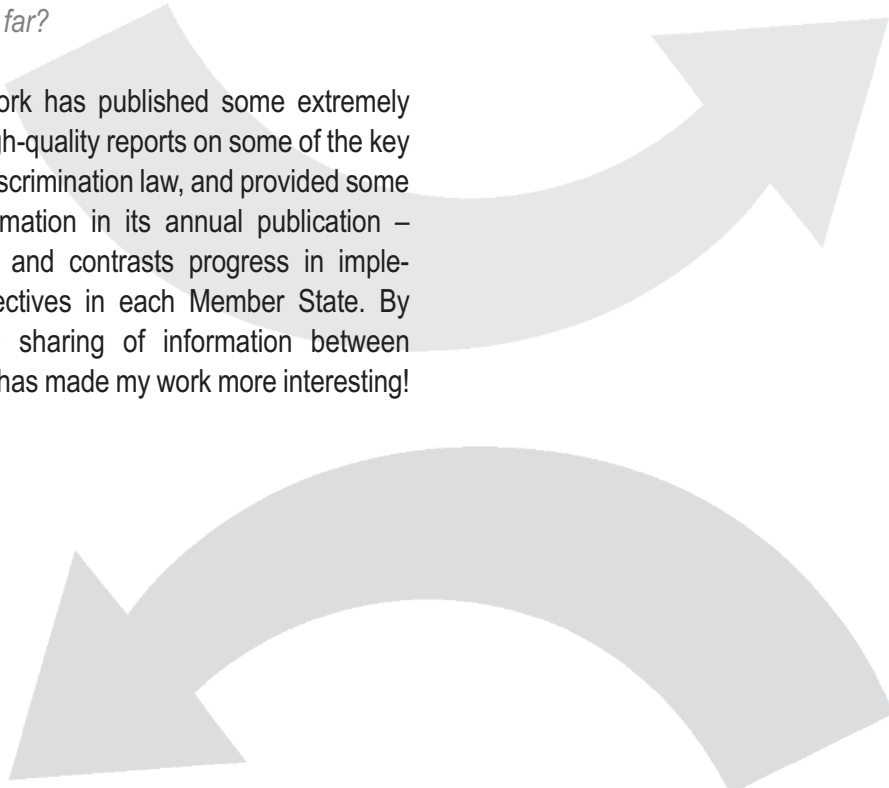 far?
ork has published some extremely
gh-quality reports on some of the key
scrimination law, and provided some
rmation in its annual publication –
and contrasts progress in imple-
ectives in each Member State. By
sharing of information between
has made my work more interesting!